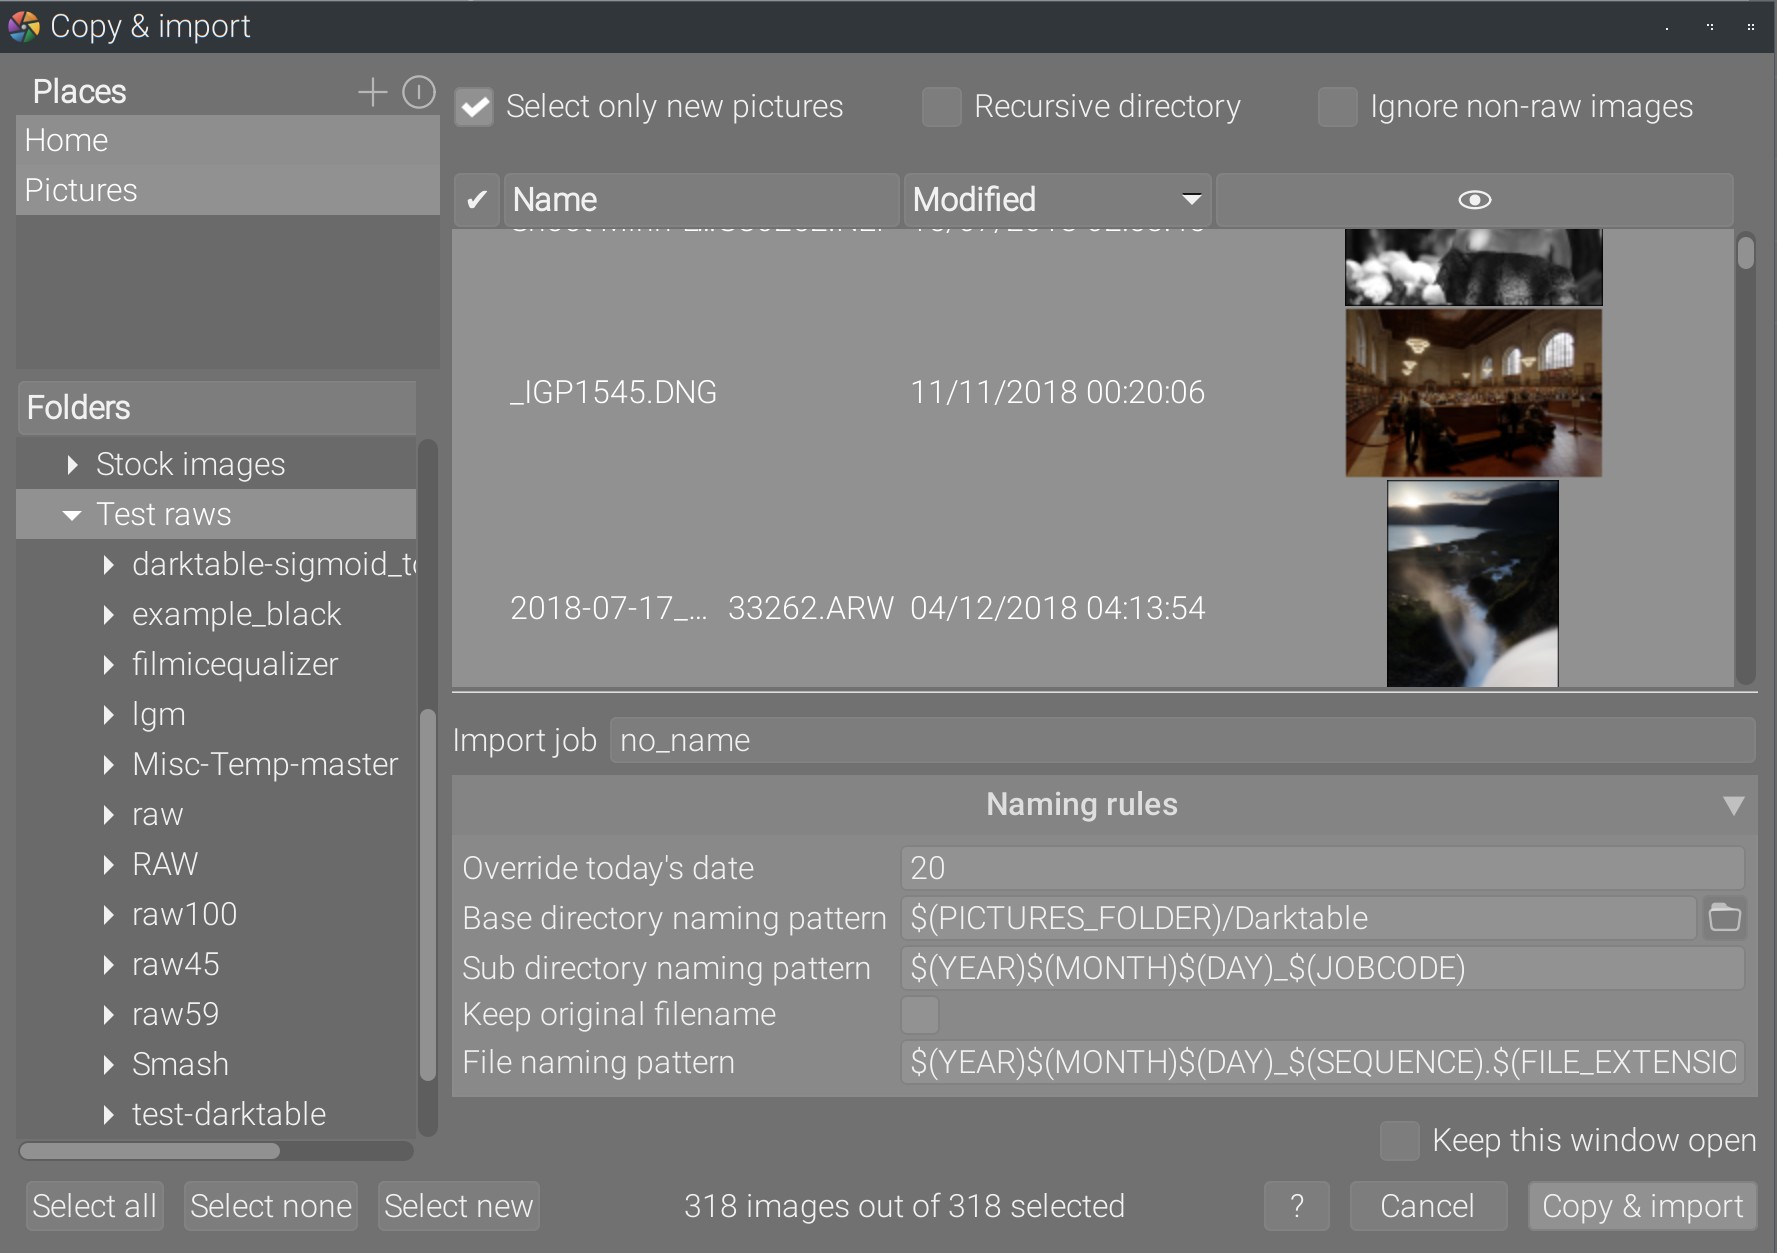 Copy & import
Places
Home
Pictures
Select only new pictures
Recursive directory
Ignore non-raw images
✔ Name Modified
_IGP1545.DNG 11/11/2018 00:20:06
2018-07-17_... 33262.ARW 04/12/2018 04:13:54
Folders
Stock images
Test raws
darktable-sigmoid_
example_black
filmicequalizer
lgm
Misc-Temp-master
raw
RAW
raw100
raw45
raw59
Smash
test-darktable
Import job no_name
Naming rules
Override today's date 20
Base directory naming pattern $(PICTURES_FOLDER)/Darktable
Sub directory naming pattern $(YEAR)$(MONTH)$(DAY)_$(JOBCODE)
Keep original filename
File naming pattern $(YEAR)$(MONTH)$(DAY)_$(SEQUENCE).$(FILE_EXTENSIO
Keep this window open
Select all Select none Select new 318 images out of 318 selected ? Cancel Copy & import